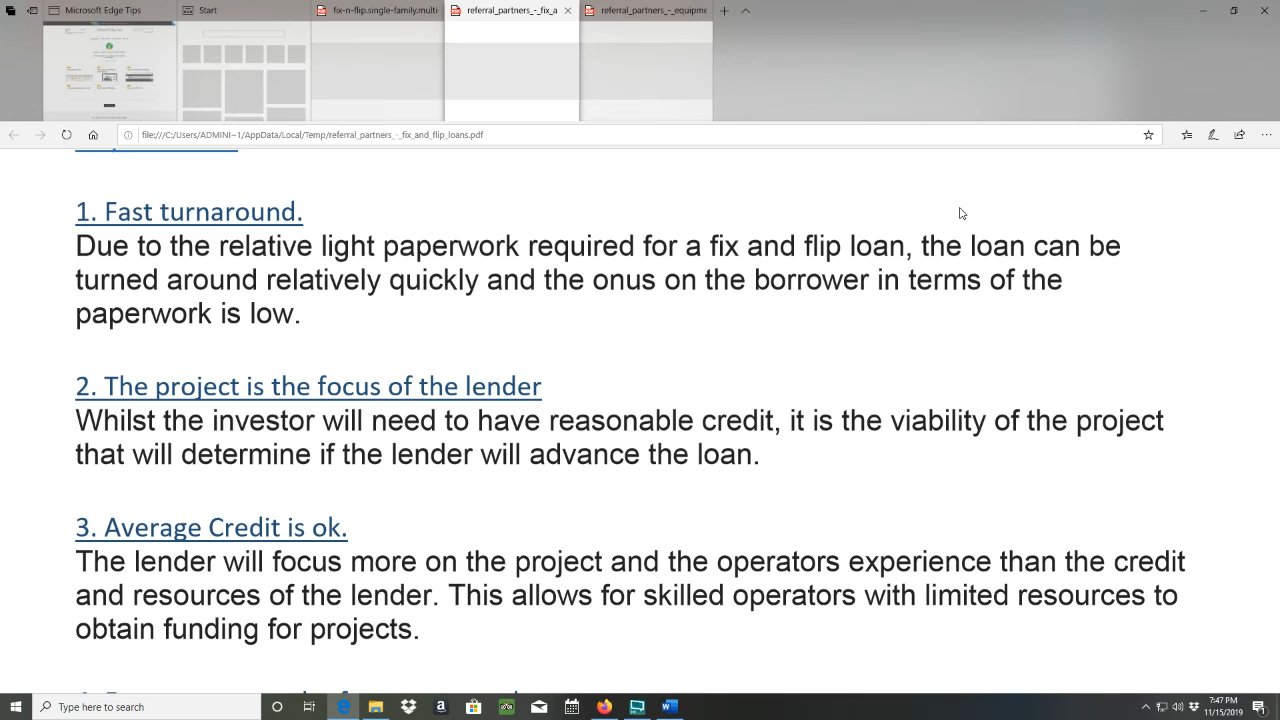 Microsoft Edge Tips
Start
fix-n-flip.single-family.multi
referral_partners_-_fix_a
referral_partners_-_equipme
file:///C:/Users/ADMINI~1/AppData/Local/Temp/referral_partners_-_fix_and_flip_loans.pdf
1. Fast turnaround.
Due to the relative light paperwork required for a fix and flip loan, the loan can be
turned around relatively quickly and the onus on the borrower in terms of the
paperwork is low.
2. The project is the focus of the lender
Whilst the investor will need to have reasonable credit, it is the viability of the project
that will determine if the lender will advance the loan.
3. Average Credit is ok.
The lender will focus more on the project and the operators experience than the credit
and resources of the lender. This allows for skilled operators with limited resources to
obtain funding for projects.
Type here to search
7:47 PM
11/15/2019